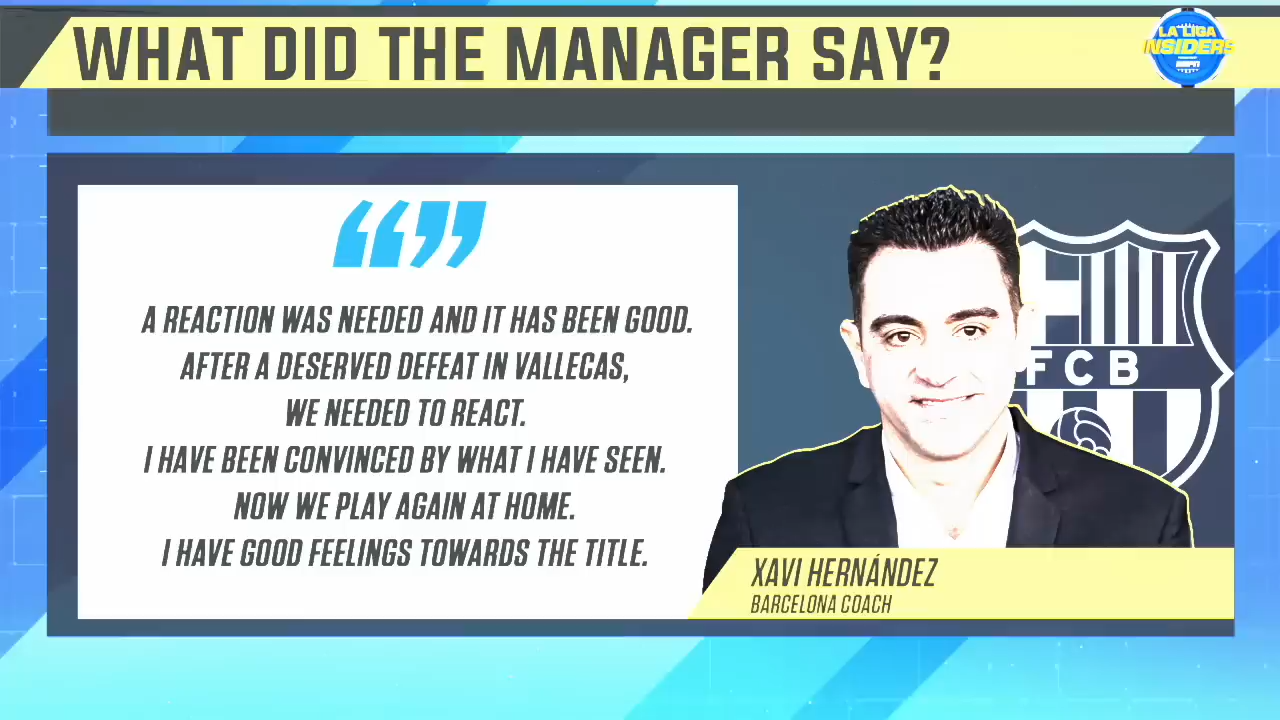 WHAT DID THE MANAGER SAY?
LA LIGA
INSIDERS
ESPN
A REACTION WAS NEEDED AND IT HAS BEEN GOOD.
AFTER A DESERVED DEFEAT IN VALLECAS,
WE NEEDED TO REACT.
I HAVE BEEN CONVINCED BY WHAT I HAVE SEEN.
NOW WE PLAY AGAIN AT HOME.
I HAVE GOOD FEELINGS TOWARDS THE TITLE.
FCB
XAVI HERNÁNDEZ
BARCELONA COACH